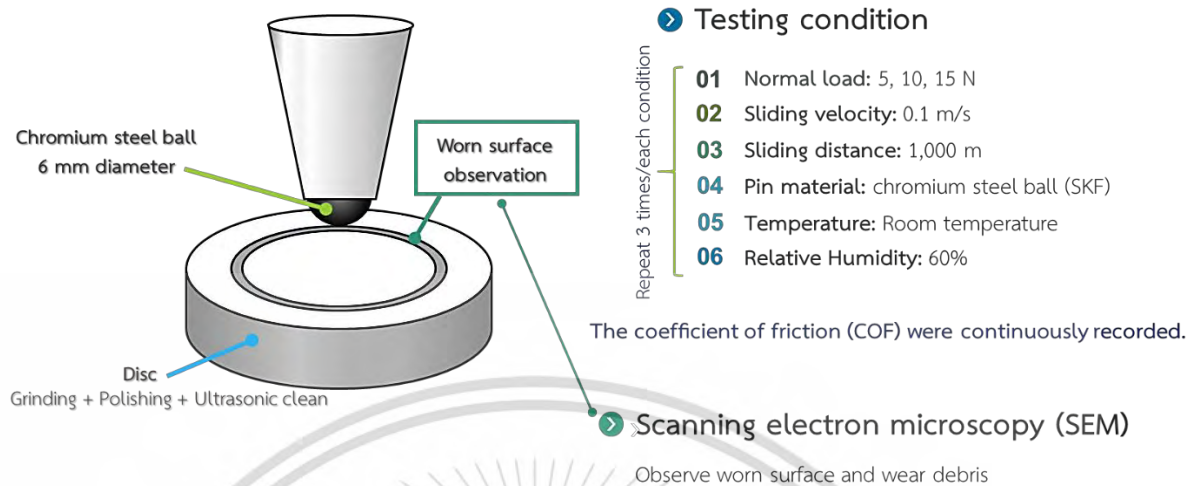 Chromium steel ball
6 mm diameter
Worn surface
observation
Disc
Grinding + Polishing + Ultrasonic clean
Testing condition
Repeat 3 times/each condition
01 Normal load: 5, 10, 15 N
02 Sliding velocity: 0.1 m/s
03 Sliding distance: 1,000 m
04 Pin material: chromium steel ball (SKF)
05 Temperature: Room temperature
06 Relative Humidity: 60%
The coefficient of friction (COF) were continuously recorded.
Scanning electron microscopy (SEM)
Observe worn surface and wear debris